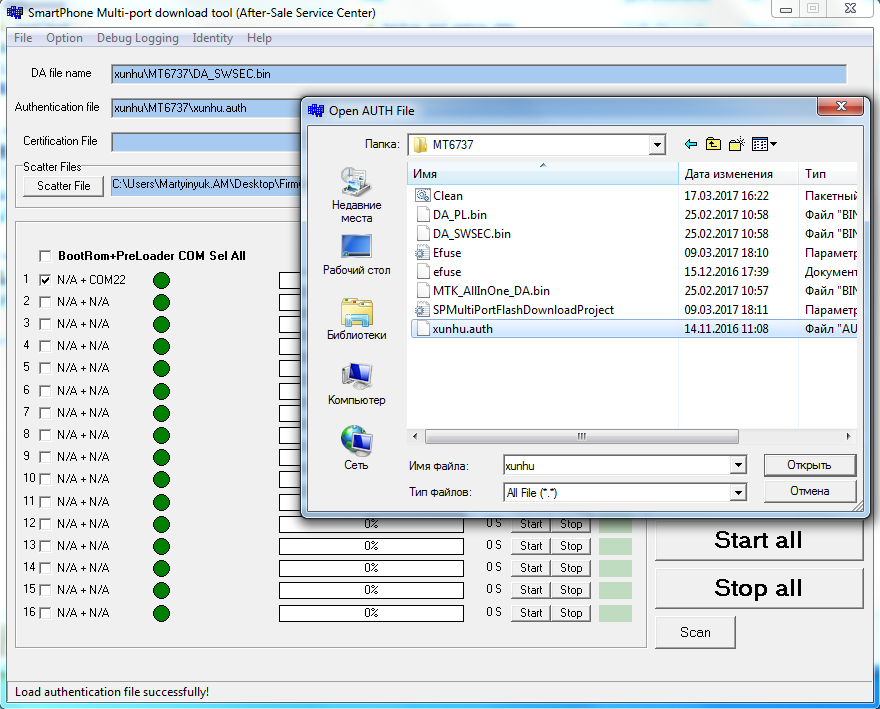 SmartPhone Multi-port download tool (After-Sale Service Center)
File Option Debug Logging Identity Help
DA file name xunhu\MT6737\DA_SWSEC.bin
Authentication file xunhu\MT6737\xunhu.auth
Certification File
Scatter Files
Scatter File C:\Users\Martyinyuk.AM\Desktop\Firm
BootRom+PreLoader COM Sel All
1 N/A + COM22
2 N/A + N/A
3 N/A + N/A
4 N/A + N/A
5 N/A + N/A
6 N/A + N/A
7 N/A + N/A
8 N/A + N/A
9 N/A + N/A
10 N/A + N/A
11 N/A + N/A
12 N/A + N/A 0% 0 S Start Stop
13 N/A + N/A 0% 0 S Start Stop
14 N/A + N/A 0% 0 S Start Stop
15 N/A + N/A 0% 0 S Start Stop
16 N/A + N/A 0% 0 S Start Stop
Start all
Stop all
Scan
Load authentication file successfully!
Open AUTH File
Папка: MT6737
Недавние места
Рабочий стол
Библиотеки
Компьютер
Сеть
Имя Дата изменения Тип
Clean 17.03.2017 16:22 Пакетный
DA_PL.bin 25.02.2017 10:58 Файл "BIN
DA_SWSEC.bin 25.02.2017 10:58 Файл "BIN
Efuse 09.03.2017 18:10 Параметр
efuse 15.12.2016 17:39 Документ
MTK_AllInOne_DA.bin 25.02.2017 10:57 Файл "BIN
SPMultiPortFlashDownloadProject 09.03.2017 18:11 Параметр
xunhu.auth 14.11.2016 11:08 Файл "AU
Имя файла: xunhu Открыть
Тип файлов: All File (*.*) Отмена